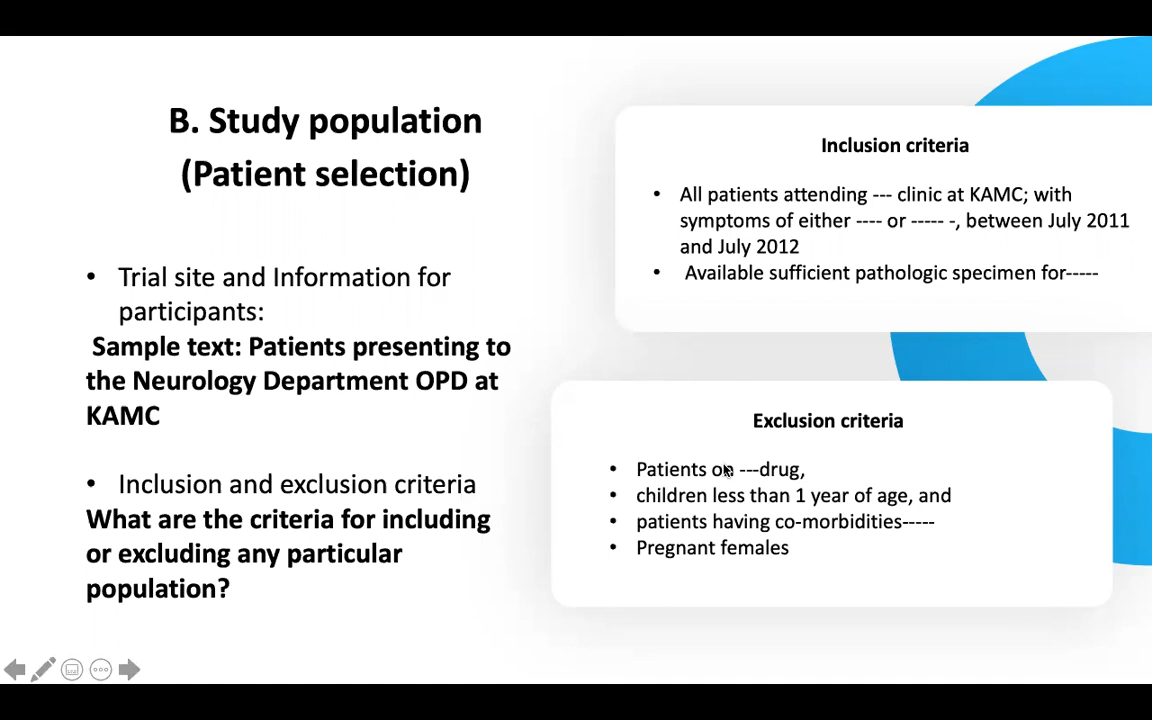 B. Study population
(Patient selection)
• Trial site and Information for
participants:
Sample text: Patients presenting to
the Neurology Department OPD at
KAMC
• Inclusion and exclusion criteria
What are the criteria for including
or excluding any particular
population?
Inclusion criteria
• All patients attending --- clinic at KAMC; with
symptoms of either ---- or ----- -, between July 2011
and July 2012
• Available sufficient pathologic specimen for-----
Exclusion criteria
• Patients on ---drug,
• children less than 1 year of age, and
• patients having co-morbidities-----
• Pregnant females